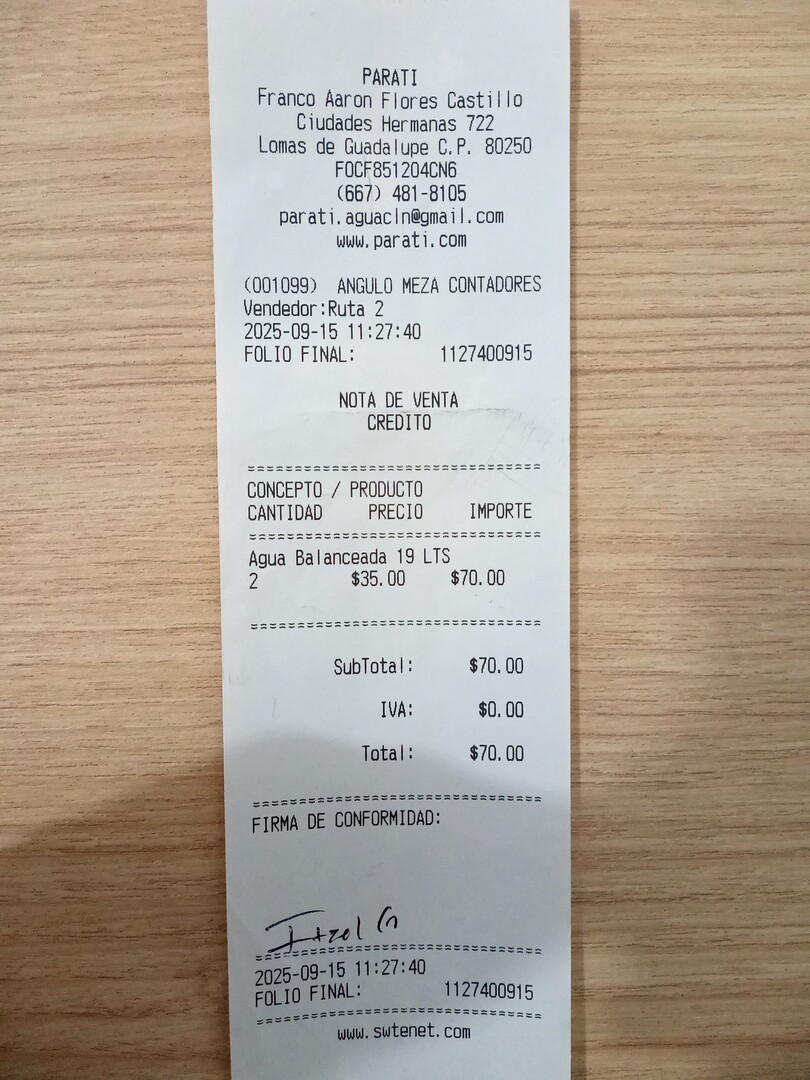 PARATI
Franco Aaron Flores Castillo
Ciudades Hermanas 722
Lomas de Guadalupe C.P. 80250
FOCF851204CN6
(667) 481-8105
parati.aguacln@gmail.com
www.parati.com
(001099) ANGULO MEZA CONTADORES
Vendedor:Ruta 2
2025-09-15 11:27:40
FOLIO FINAL: 1127400915
NOTA DE VENTA
CREDITO
===============================
CONCEPTO / PRODUCTO
CANTIDAD PRECIO IMPORTE
===============================
Agua Balanceada 19 LTS
2 $35.00 $70.00
===============================
SubTotal: $70.00
IVA: $0.00
Total: $70.00
===============================
FIRMA DE CONFORMIDAD:
Itzel G
===============================
2025-09-15 11:27:40
FOLIO FINAL: 1127400915
===============================
www.swtenet.com